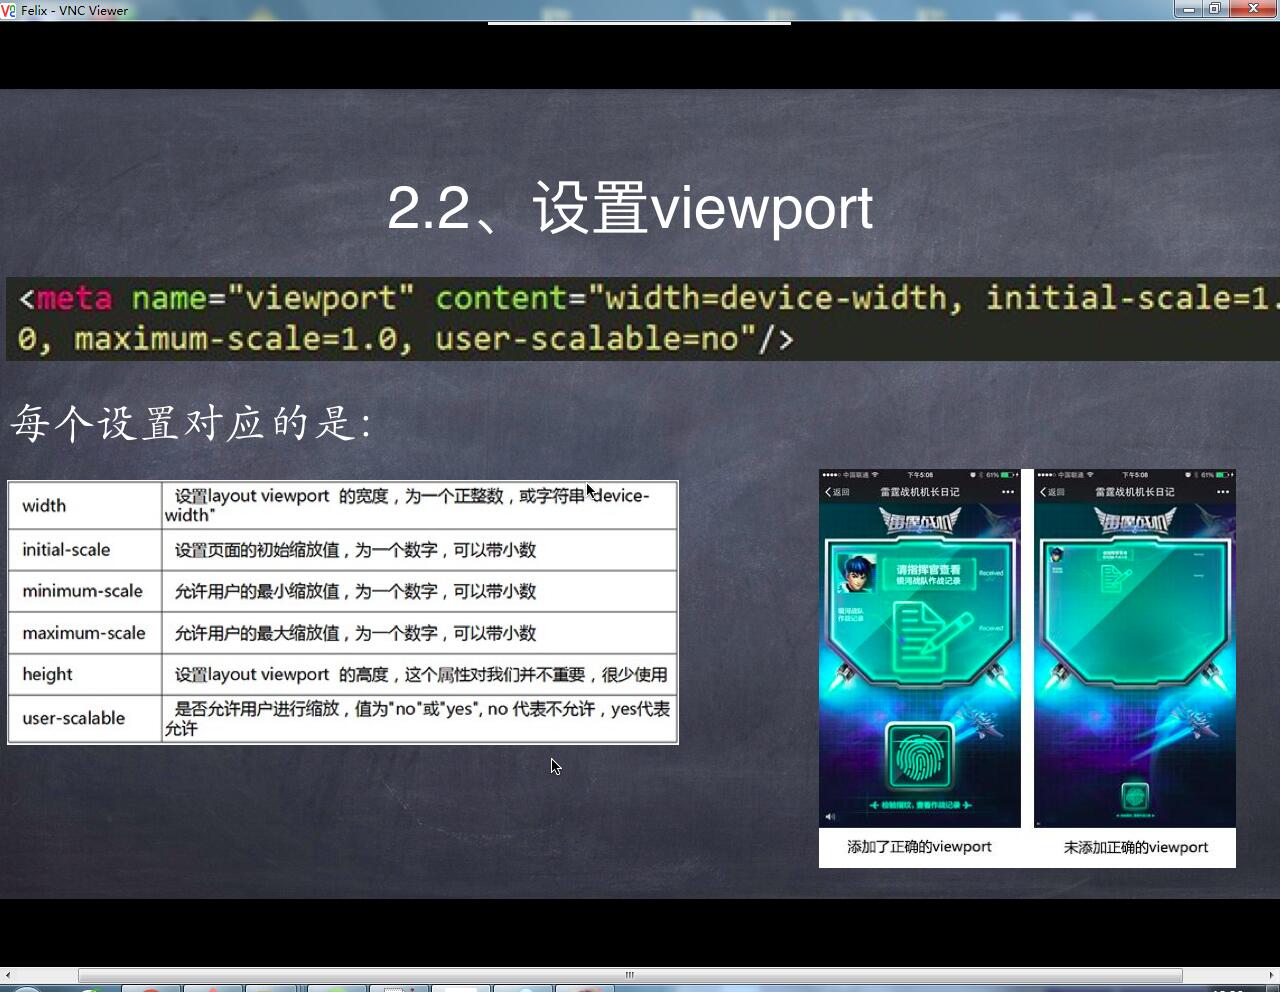 Felix - VNC Viewer
2.2、设置viewport
<meta name="viewport" content="width=device-width, initial-scale=1.
0, maximum-scale=1.0, user-scalable=no"/>
每个设置对应的是：
width
设置layout viewport 的宽度，为一个正整数，或字符串"device-
width"
initial-scale
设置页面的初始缩放值，为一个数字，可以带小数
minimum-scale
允许用户的最小缩放值，为一个数字，可以带小数
maximum-scale
允许用户的最大缩放值，为一个数字，可以带小数
height
设置layout viewport 的高度，这个属性对我们并不重要，很少使用
user-scalable
是否允许用户进行缩放，值为"no"或"yes", no 代表不允许，yes代表
允许
中国联通 下午5:08 61%
返回 雷霆战机机长日记
雷霆战机
请指挥官查看
银河战队作战记录
Received
银河战队
作战记录
Received
检验指纹，查看作战记录
添加了正确的viewport
中国联通 下午5:08 61%
返回 雷霆战机机长日记
雷霆战机
未添加正确的viewport